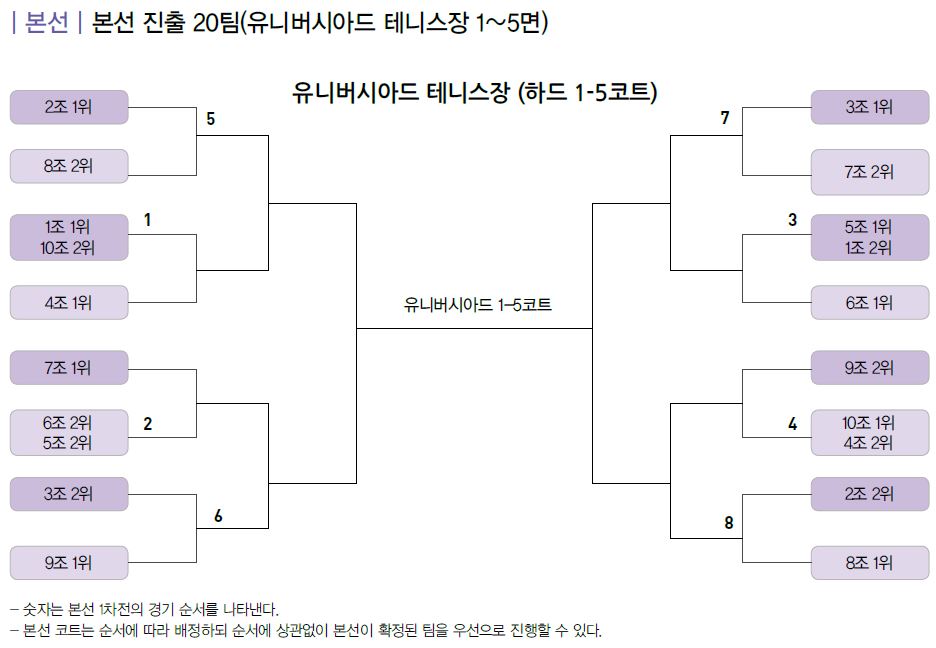 | 본선 | 본선 진출 20팀(유니버시아드 테니스장 1~5면)
유니버시아드 테니스장 (하드 1-5코트)
2조 1위
5
8조 2위
1조 1위
10조 2위
1
4조 1위
7조 1위
6조 2위
5조 2위
2
3조 2위
6
9조 1위
유니버시아드 1-5코트
7
3조 1위
7조 2위
3
5조 1위
1조 2위
6조 1위
9조 2위
4
10조 1위
4조 2위
2조 2위
8
8조 1위
- 숫자는 본선 1차전의 경기 순서를 나타낸다.
- 본선 코트는 순서에 따라 배정하되 순서에 상관없이 본선이 확정된 팀을 우선으로 진행할 수 있다.